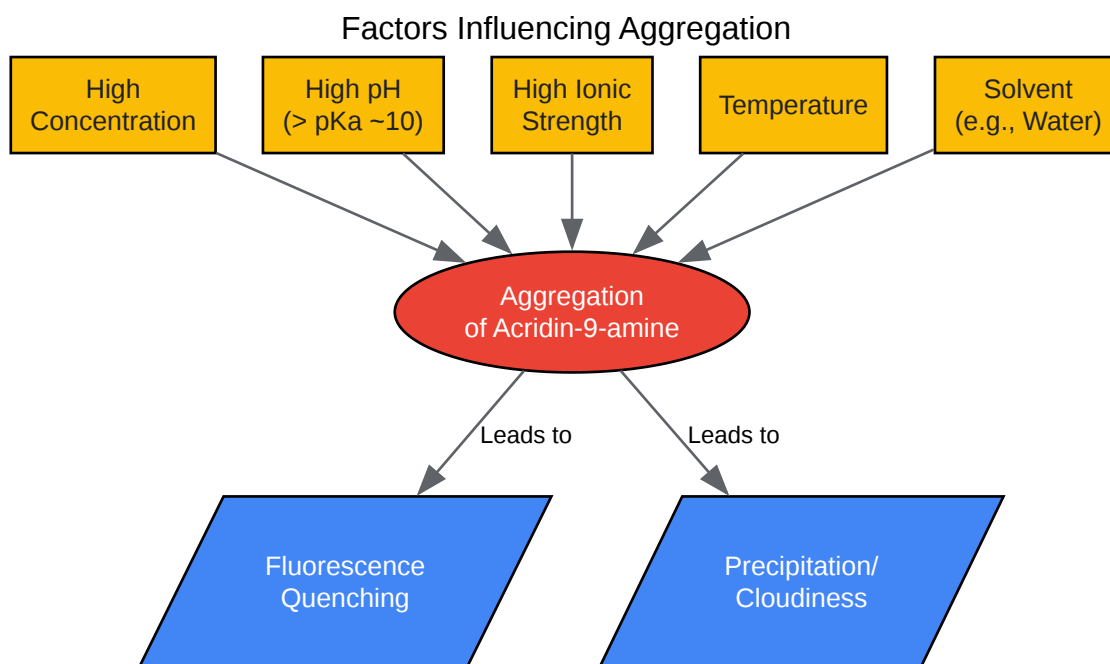 Factors Influencing Aggregation
High
Concentration
High pH
(> pKa ~10)
High Ionic
Strength
Temperature
Solvent
(e.g., Water)
Aggregation
of Acridin-9-amine
Leads to
Leads to
Fluorescence
Quenching
Precipitation/
Cloudiness